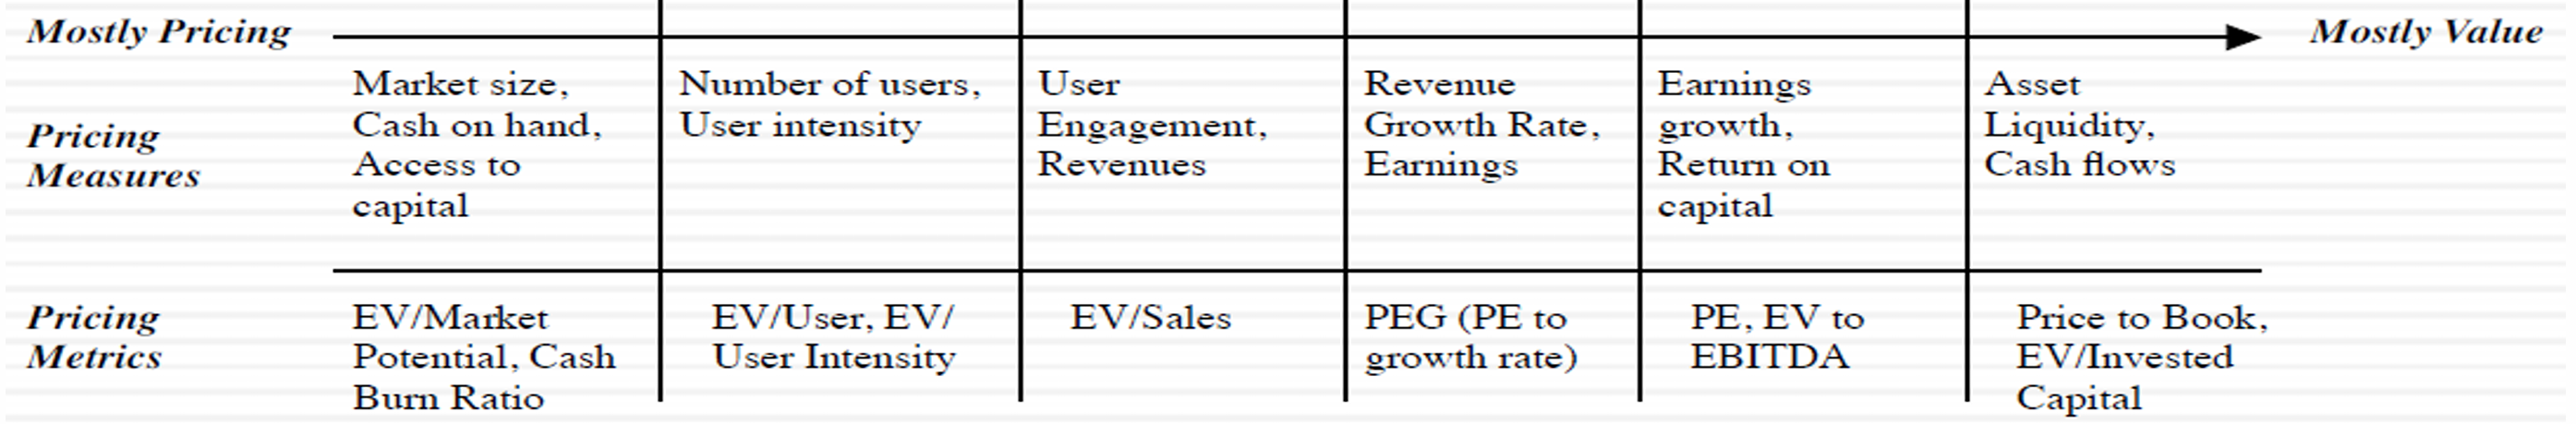 Mostly Pricing
Mostly Value
Pricing
Measures
Market size,
Cash on hand,
Access to
capital
Number of users,
User intensity
User
Engagement,
Revenues
Revenue
Growth Rate,
Earnings
Earnings
growth,
Return on
capital
Asset
Liquidity,
Cash flows
Pricing
Metrics
EV/Market
Potential, Cash
Burn Ratio
EV/User, EV/
User Intensity
EV/Sales
PEG (PE to
growth rate)
PE, EV to
EBITDA
Price to Book,
EV/Invested
Capital